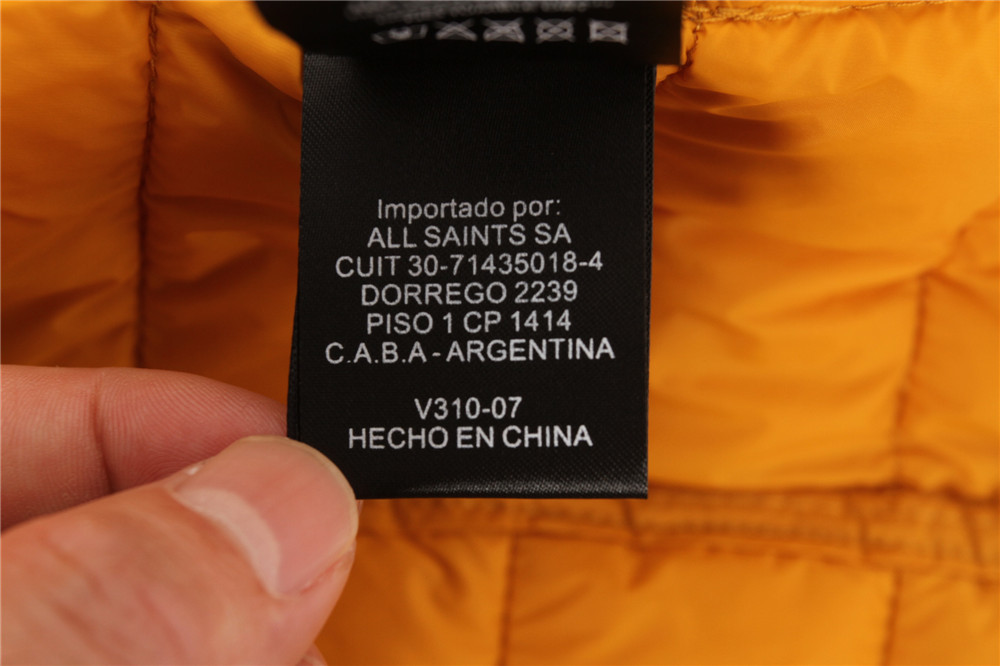 Importado por:
ALL SAINTS SA
CUIT 30-71435018-4
DORREGO 2239
PISO 1 CP 1414
C.A.B.A - ARGENTINA
V310-07
HECHO EN CHINA